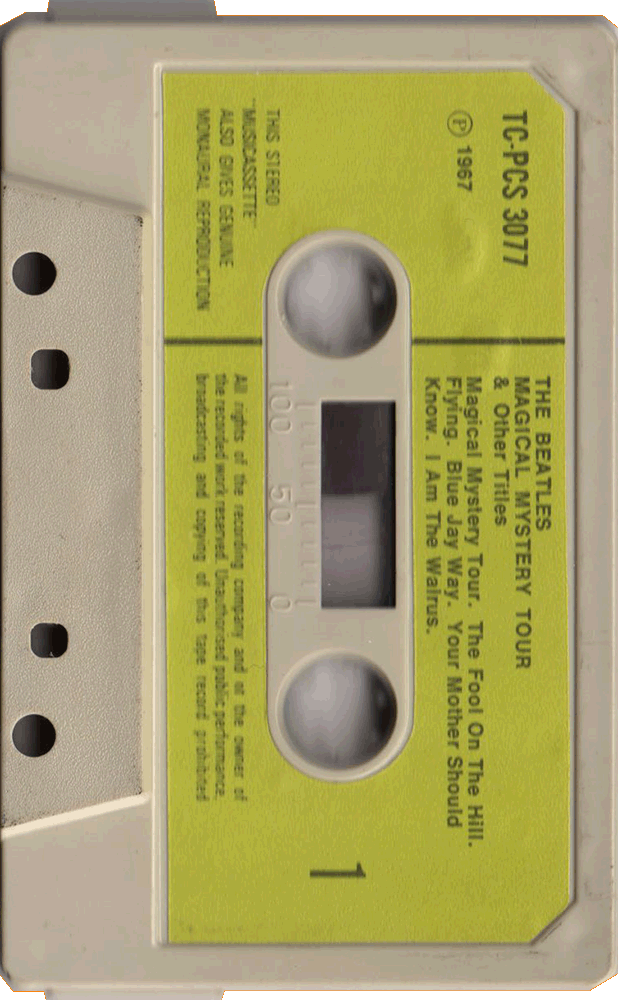 TC-PCS 3077
Ⓟ 1967
THE BEATLES
MAGICAL MYSTERY TOUR
& Other Titles
Magical Mystery Tour. The Fool On The Hill.
Flying. Blue Jay Way. Your Mother Should
Know. I Am The Walrus.
THIS STEREO
"MUSICASSETTE"
ALSO GIVES GENUINE
MONAURAL REPRODUCTION
100 50 0
All rights of the recording company and of the owner of
the recorded work reserved. Unauthorised public performance,
broadcasting and copying of this tape record prohibited
1